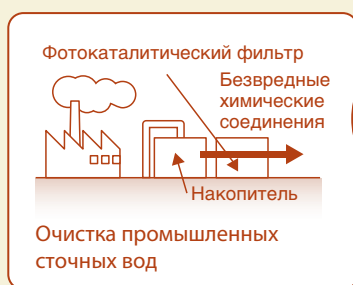 Фотокаталитический фильтр
Безвредные
химические
соединения
Накопитель
Очистка промышленных
сточных вод